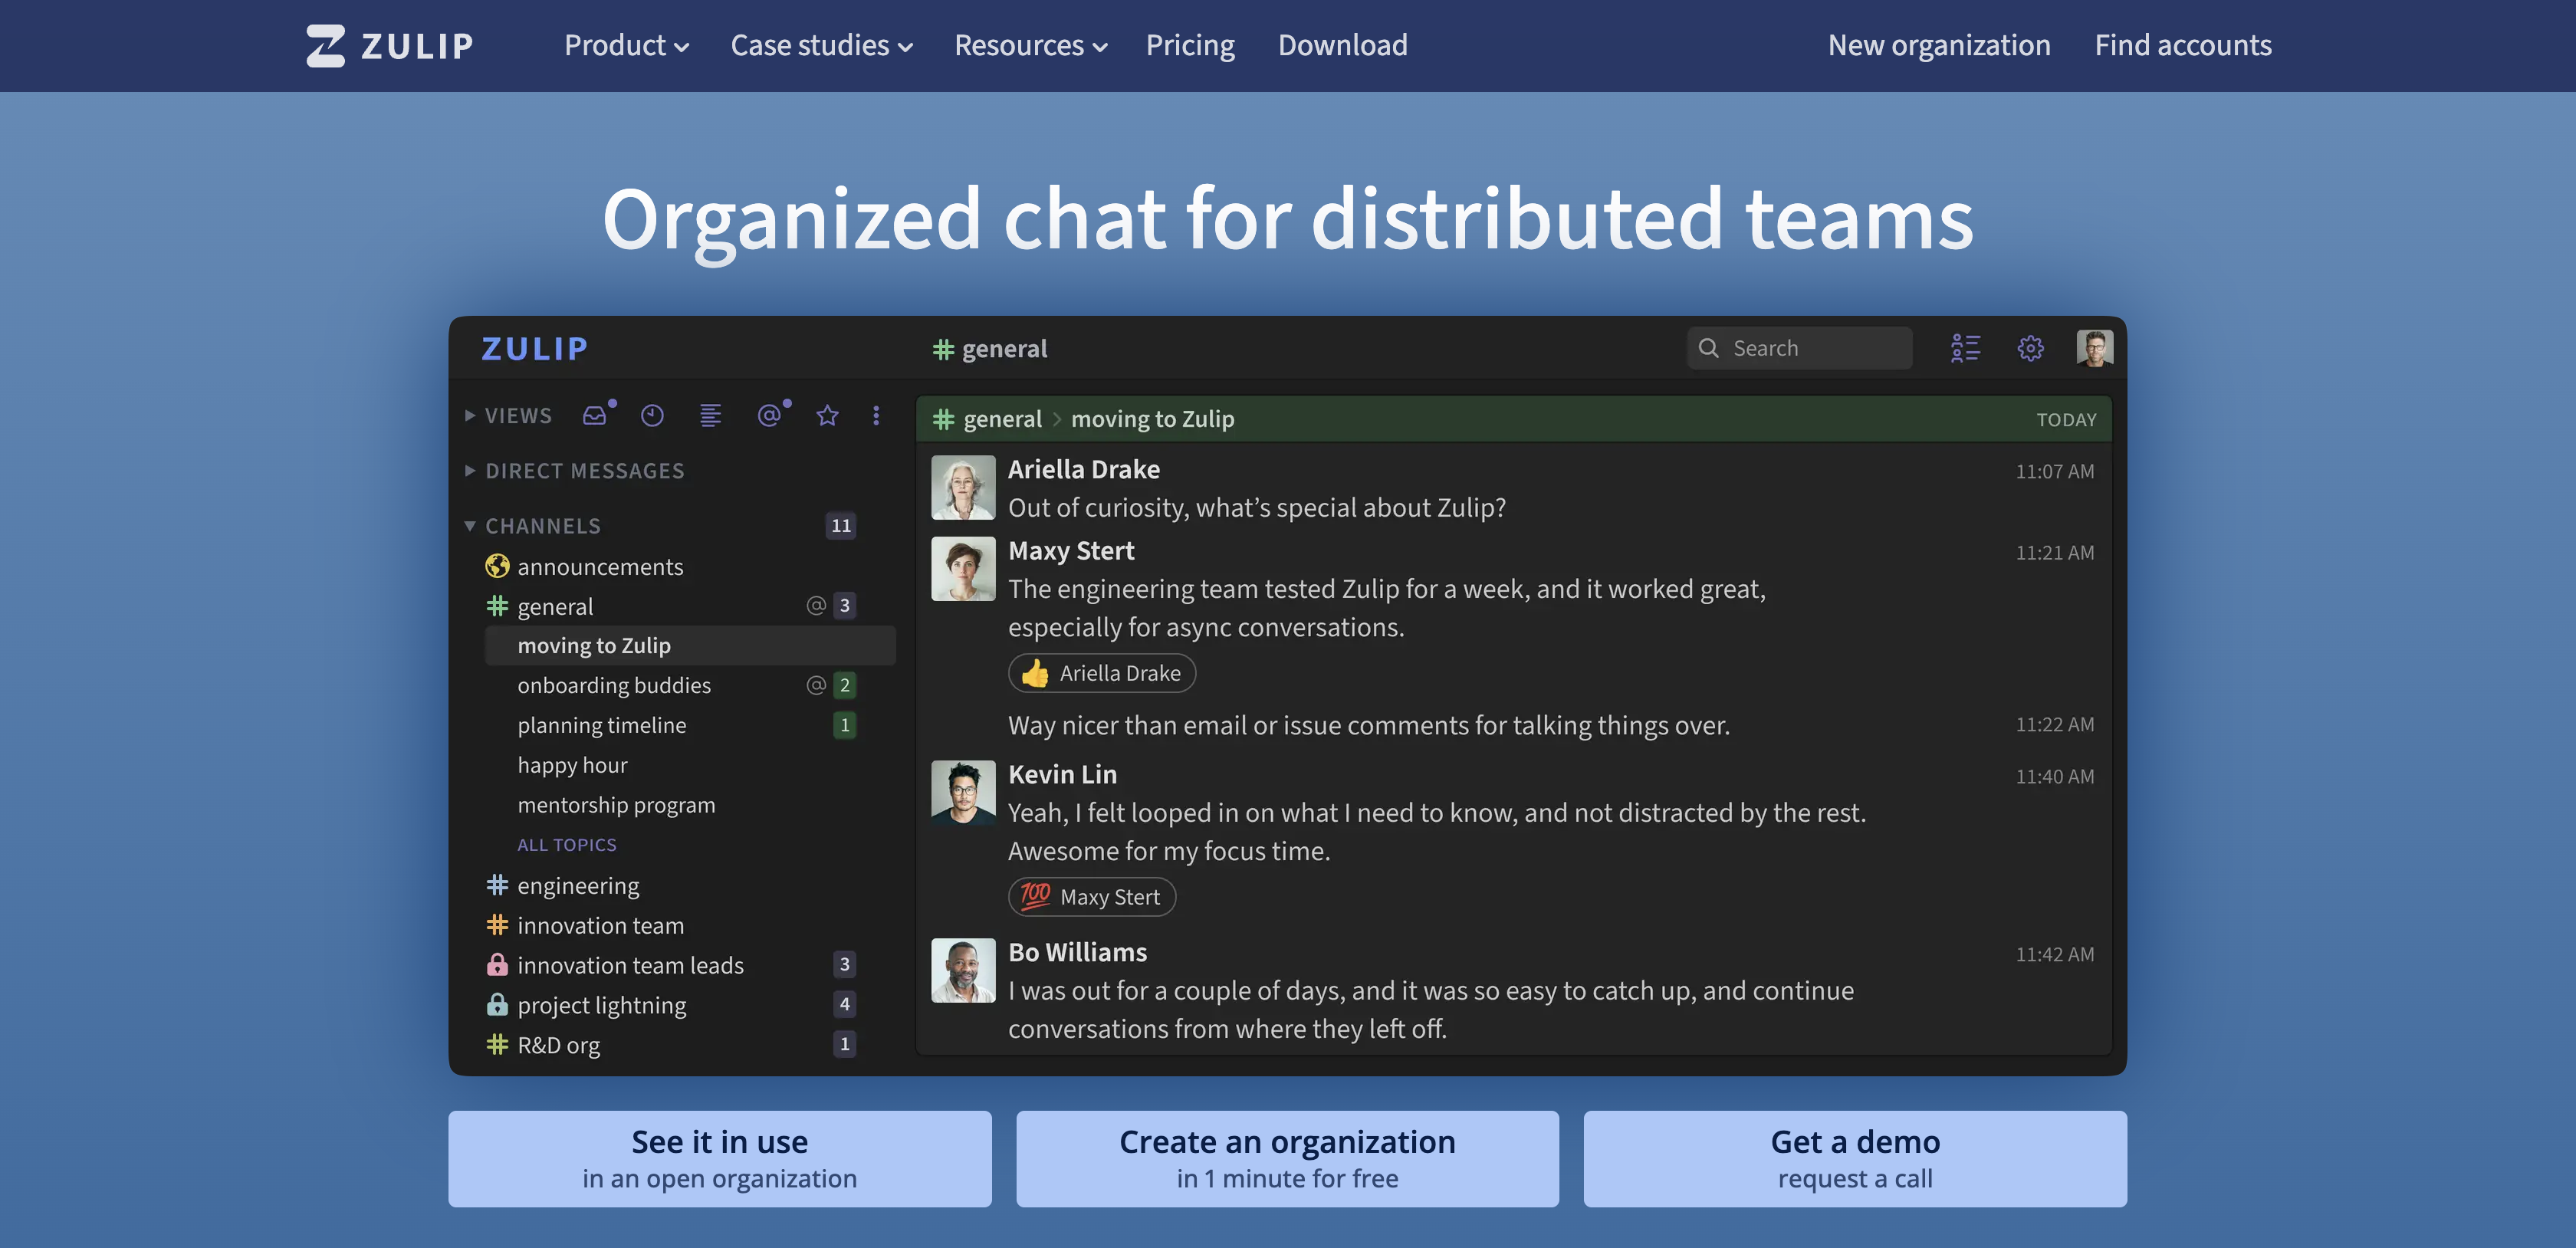 ZULIP
Product
Case studies
Resources
Pricing
Download
New organization
Find accounts
Organized chat for distributed teams
ZULIP
# general
Search
VIEWS
DIRECT MESSAGES
CHANNELS 11
announcements
# general @ 3
moving to Zulip
onboarding buddies @ 2
planning timeline 1
happy hour
mentorship program
ALL TOPICS
# engineering
# innovation team
innovation team leads 3
project lightning 4
# R&D org 1
# general > moving to Zulip TODAY
Ariella Drake 11:07 AM
Out of curiosity, what’s special about Zulip?
Maxy Stert 11:21 AM
The engineering team tested Zulip for a week, and it worked great,
especially for async conversations.
👍 Ariella Drake
Way nicer than email or issue comments for talking things over. 11:22 AM
Kevin Lin 11:40 AM
Yeah, I felt looped in on what I need to know, and not distracted by the rest.
Awesome for my focus time.
💯 Maxy Stert
Bo Williams 11:42 AM
I was out for a couple of days, and it was so easy to catch up, and continue
conversations from where they left off.
See it in use
in an open organization
Create an organization
in 1 minute for free
Get a demo
request a call